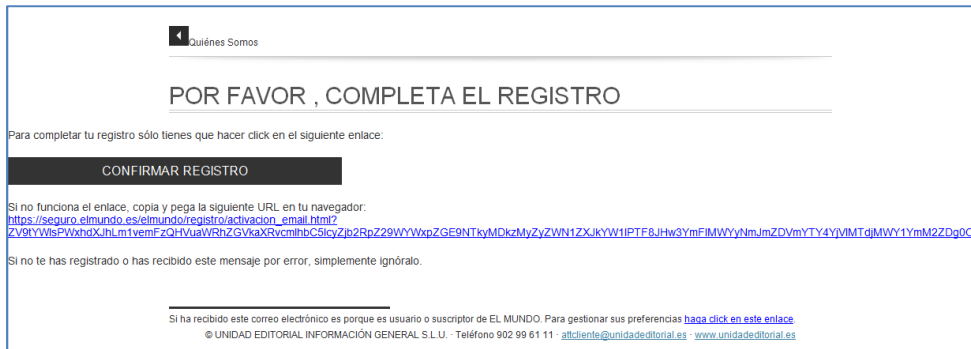 Quiénes Somos
POR FAVOR , COMPLETA EL REGISTRO
Para completar tu registro sólo tienes que hacer click en el siguiente enlace:
CONFIRMAR REGISTRO
Si no funciona el enlace, copia y pega la siguiente URL en tu navegador:
https://seguro.elmundo.es/elmundo/registro/activacion_email.html?
Si no te has registrado o has recibido este mensaje por error, simplemente ignóralo.
Si ha recibido este correo electrónico es porque es usuario o suscriptor de EL MUNDO. Para gestionar sus preferencias haga click en este enlace.
© UNIDAD EDITORIAL INFORMACIÓN GENERAL S.L.U. · Teléfono 902 99 61 11 · attcliente@unidadeditorial.es · www.unidadeditorial.es